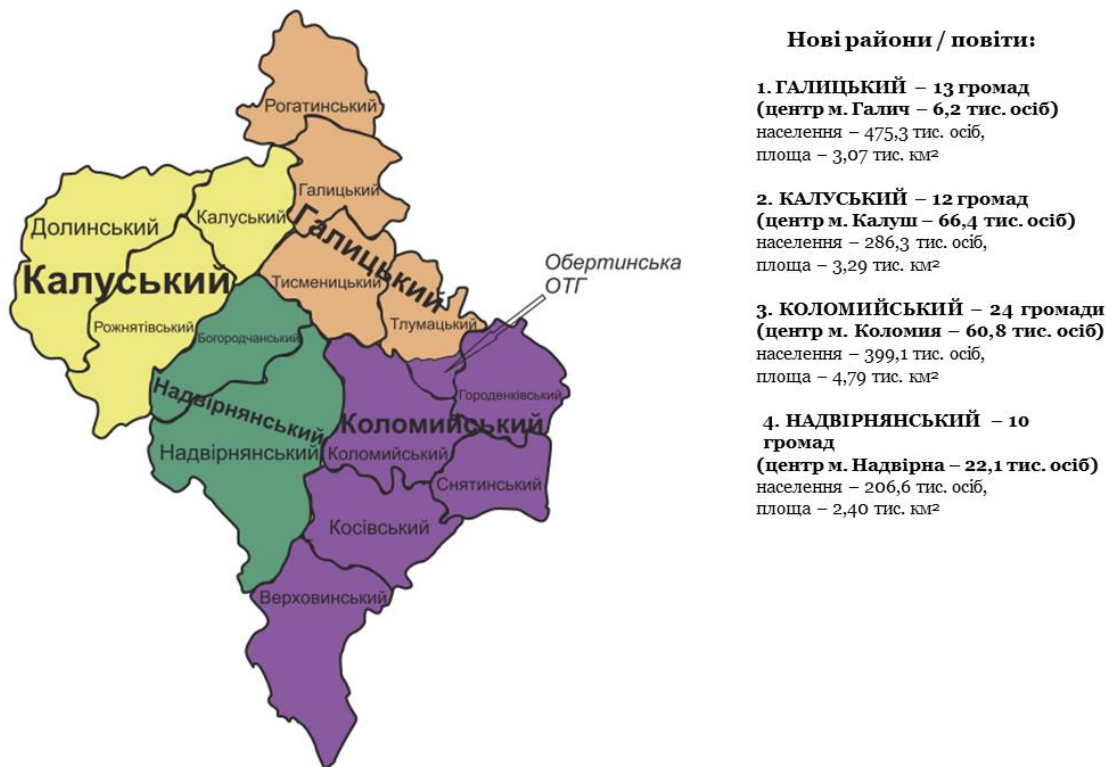 Рогатинський
Галицький
Калуський
Долинський
Галицький
Калуський
Тисменицький
Обертинська
ОТГ
Тлумацький
Рожнятівський
Богородчанський
Надвірнянський
Городенківський
Коломийський
Надвірнянський
Коломийський
Снятинський
Косівський
Верховинський
Нові райони / повіти:
1. ГАЛИЦЬКИЙ – 13 громад
(центр м. Галич – 6,2 тис. осіб)
населення – 475,3 тис. осіб,
площа – 3,07 тис. км²
2. КАЛУСЬКИЙ – 12 громад
(центр м. Калуш – 66,4 тис. осіб)
населення – 286,3 тис. осіб,
площа – 3,29 тис. км²
3. КОЛОМИЙСЬКИЙ – 24 громади
(центр м. Коломия – 60,8 тис. осіб)
населення – 399,1 тис. осіб,
площа – 4,79 тис. км²
4. НАДВІРНЯНСЬКИЙ – 10
громад
(центр м. Надвірна – 22,1 тис. осіб)
населення – 206,6 тис. осіб,
площа – 2,40 тис. км²